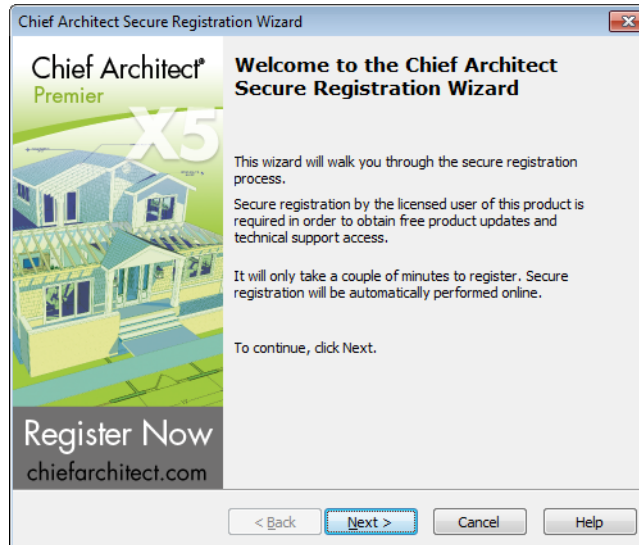 Chief Architect Secure Registration Wizard
Chief Architect®
Premier
X5
Register Now
chiefarchitect.com
Welcome to the Chief Architect
Secure Registration Wizard
This wizard will walk you through the secure registration
process.
Secure registration by the licensed user of this product is
required in order to obtain free product updates and
technical support access.
It will only take a couple of minutes to register. Secure
registration will be automatically performed online.
To continue, click Next.
< Back
Next >
Cancel
Help